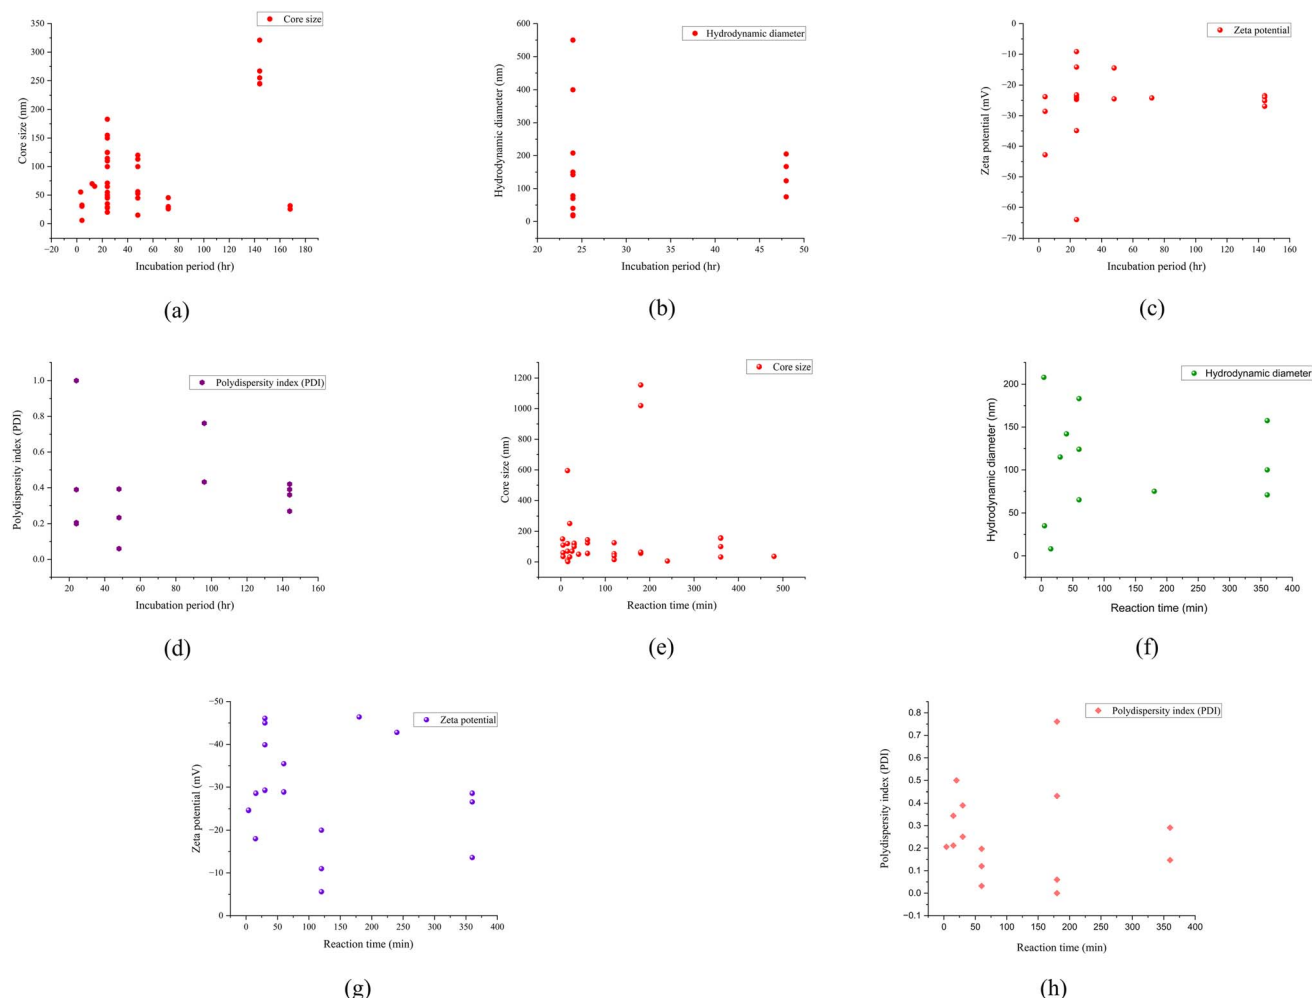 Core size
350
300
250
200
150
100
50
0
Core size (nm)
−20 0 20 40 60 80 100 120 140 160 180
Incubation period (hr)
(a)
Hydrodynamic diameter
600
550
500
450
400
350
300
250
200
150
100
50
0
Hydrodynamic diameter (nm)
20 25 30 35 40 45 50
Incubation period (hr)
(b)
Zeta potential
0
−10
−20
−30
−40
−50
−60
−70
Zeta potential (mV)
0 20 40 60 80 100 120 140 160
Incubation period (hr)
(c)
Polydispersity index (PDI)
1.0
0.8
0.6
0.4
0.2
0.0
Polydispersity index (PDI)
20 40 60 80 100 120 140 160
Incubation period (hr)
(d)
Core size
1200
1000
800
600
400
200
0
Core size (nm)
0 100 200 300 400 500
Reaction time (min)
(e)
Hydrodynamic diameter
200
150
100
50
0
Hydrodynamic diameter (nm)
0 50 100 150 200 250 300 350 400
Reaction time (min)
(f)
Zeta potential
−50
−40
−30
−20
−10
0
Zeta potential (mV)
0 50 100 150 200 250 300 350 400
Reaction time (min)
(g)
Polydispersity index (PDI)
0.8
0.7
0.6
0.5
0.4
0.3
0.2
0.1
0.0
−0.1
Polydispersity index (PDI)
0 50 100 150 200 250 300 350 400
Reaction time (min)
(h)